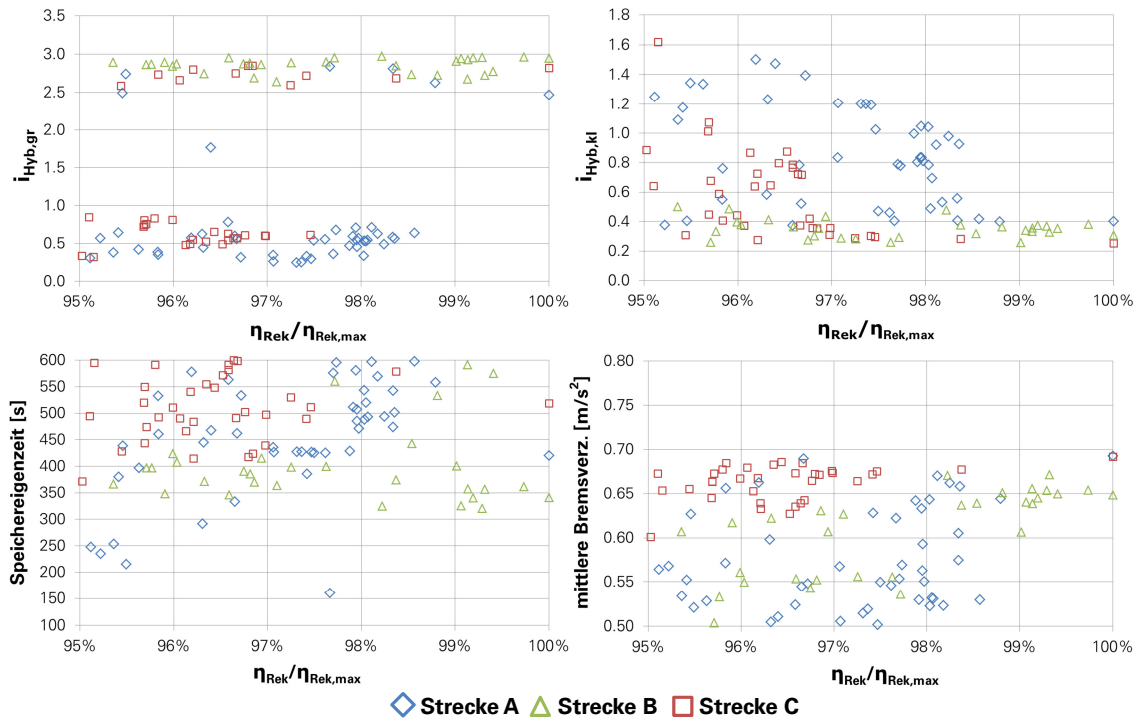 i_Hyb,gr
3.5
3.0
2.5
2.0
1.5
1.0
0.5
0.0
95% 96% 97% 98% 99% 100%
η_Rek/η_Rek,max
i_Hyb,kl
1.8
1.6
1.4
1.2
1.0
0.8
0.6
0.4
0.2
0.0
95% 96% 97% 98% 99% 100%
η_Rek/η_Rek,max
Speichereigenzeit [s]
600
550
500
450
400
350
300
250
200
150
100
95% 96% 97% 98% 99% 100%
η_Rek/η_Rek,max
mittlere Bremsverz. [m/s²]
0.80
0.75
0.70
0.65
0.60
0.55
0.50
95% 96% 97% 98% 99% 100%
η_Rek/η_Rek,max
Strecke A Strecke B Strecke C